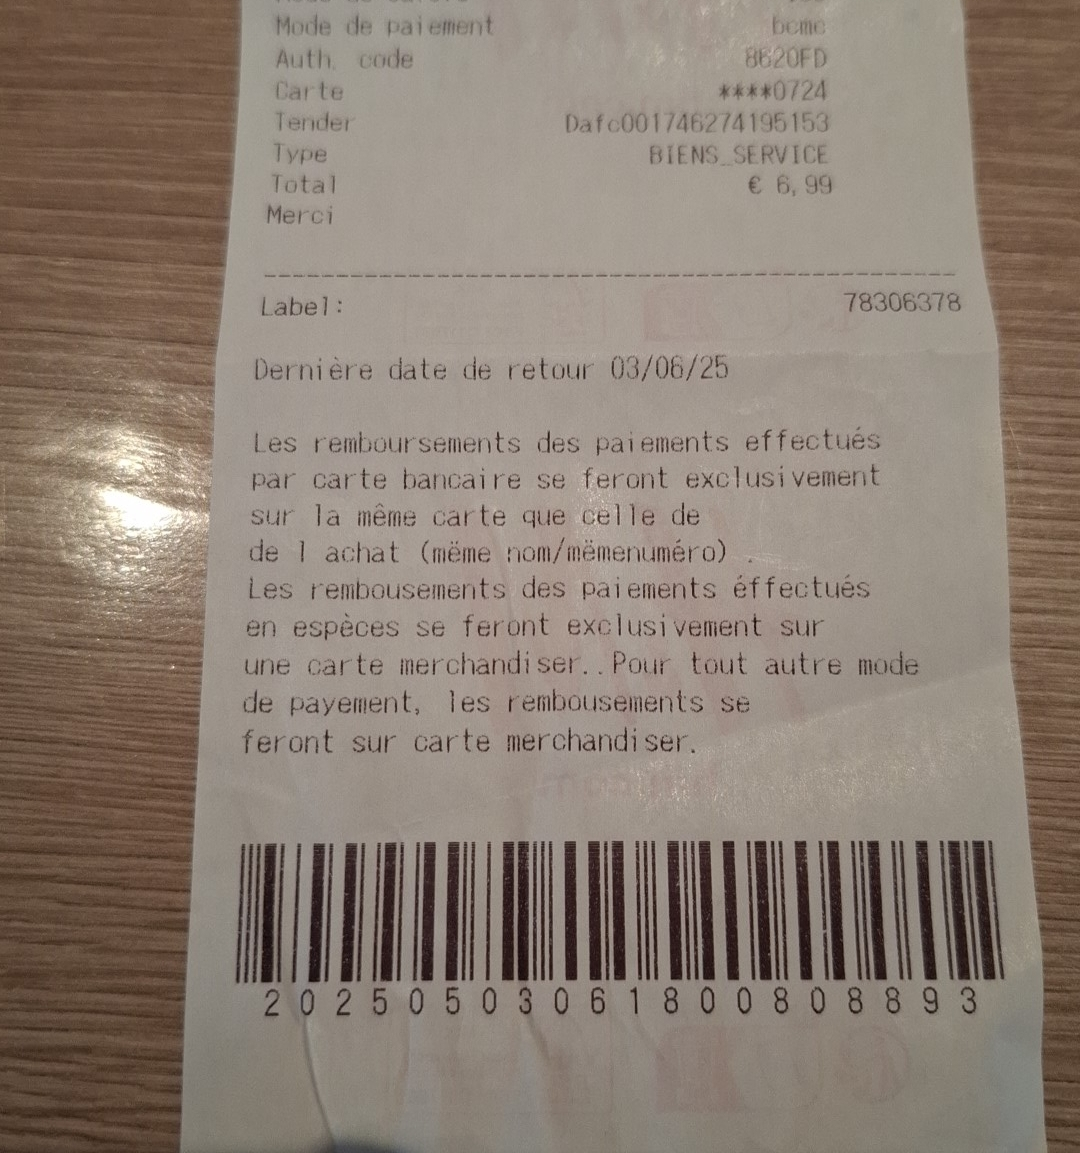 Mode de paiement bcmc
Auth. code 8620FD
Carte ****0724
Tender Dafc001746274195153
Type BIENS_SERVICE
Total € 6,99
Merci
Label: 78306378
Dernière date de retour 03/06/25
Les remboursements des paiements effectués
par carte bancaire se feront exclusivement
sur la même carte que celle de
de l achat (mëme nom/mëmenuméro) .
Les rembousements des paiements éffectués
en espèces se feront exclusivement sur
une carte merchandiser..Pour tout autre mode
de payement, les rembousements se
feront sur carte merchandiser.
20250503061800808893